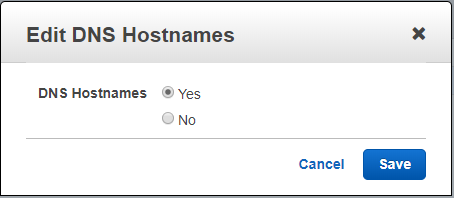 Edit DNS Hostnames
DNS Hostnames Yes
No
Cancel Save